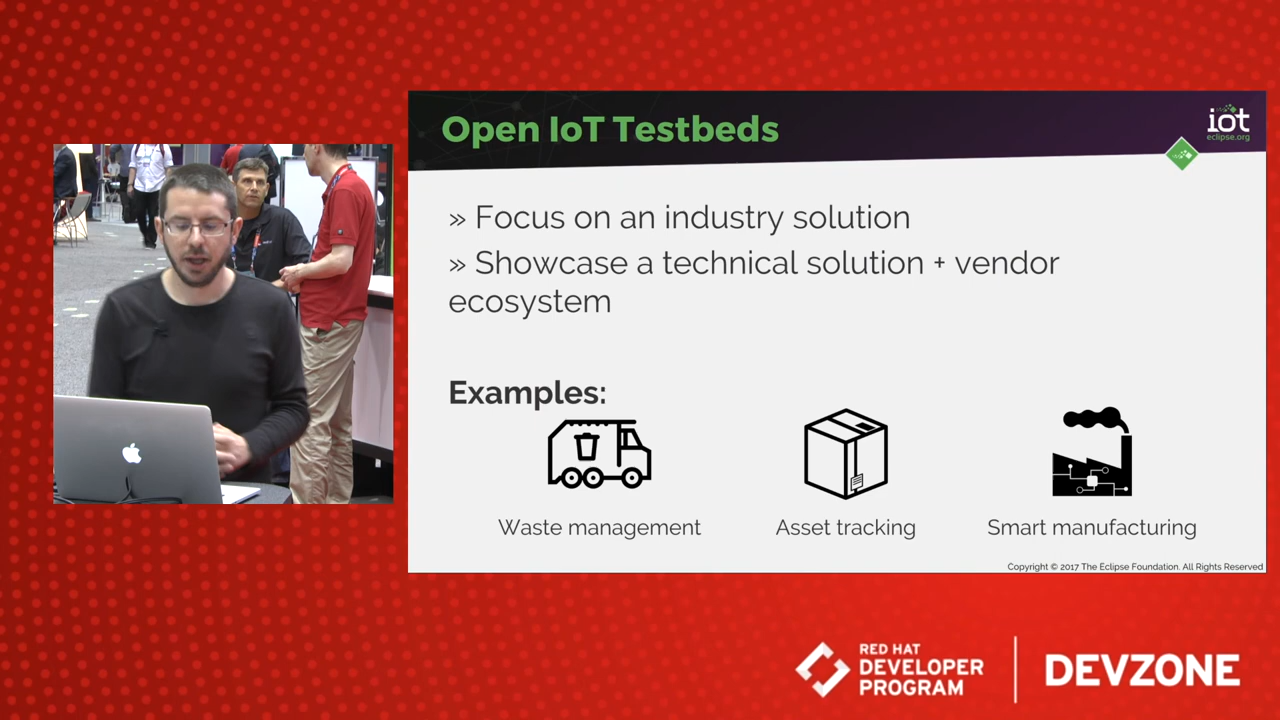 Open IoT Testbeds
iot
eclipse.org
» Focus on an industry solution
» Showcase a technical solution + vendor
ecosystem
Examples:
Waste management
Asset tracking
Smart manufacturing
Copyright © 2017 The Eclipse Foundation. All Rights Reserved
RED HAT
DEVELOPER
PROGRAM
DEVZONE